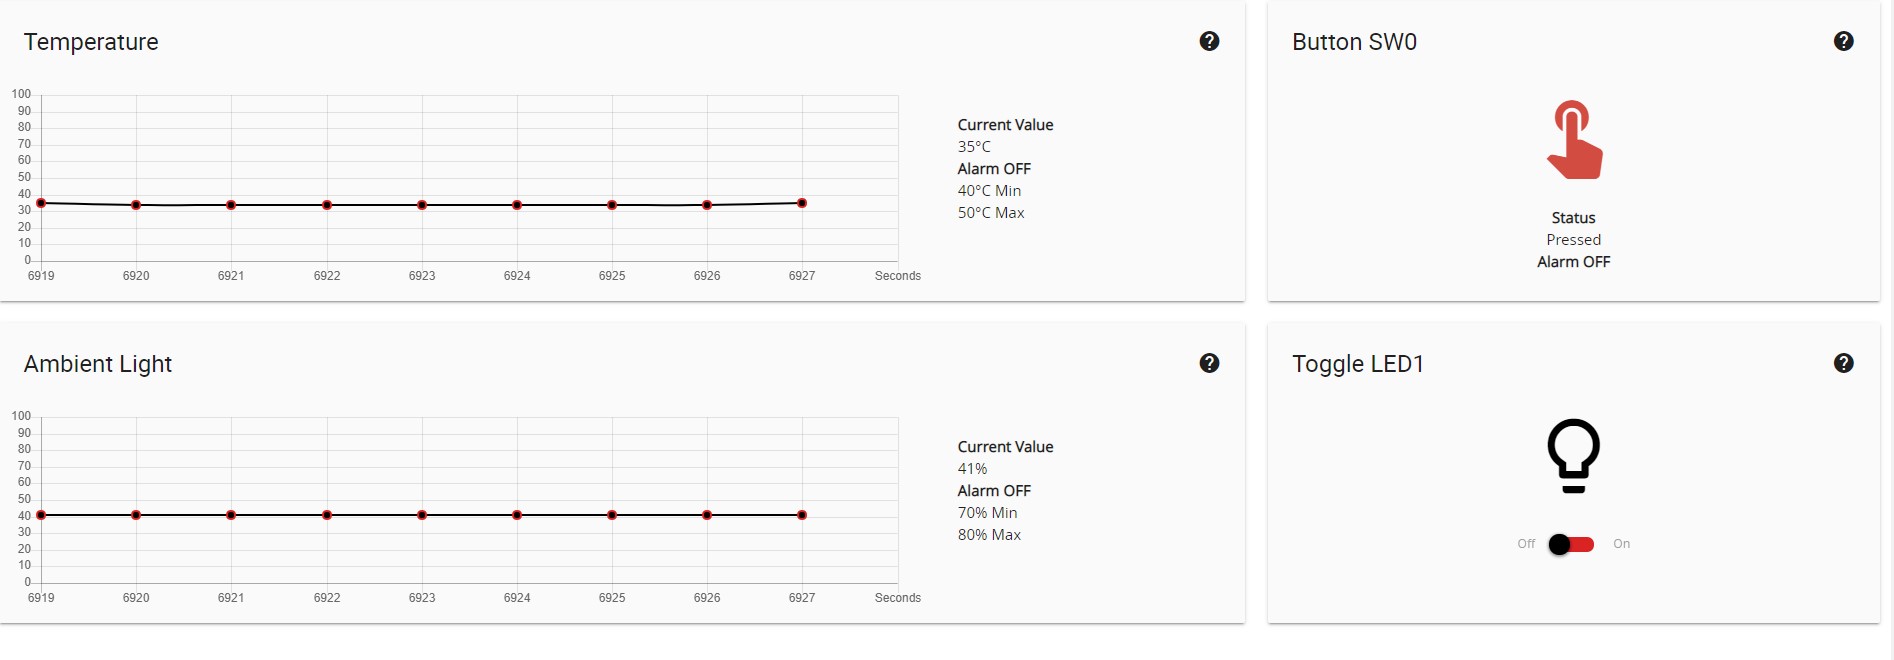 Temperature
?
100
90
80
70
60
50
40
30
20
10
0
6919 6920 6921 6922 6923 6924 6925 6926 6927 Seconds
Current Value
35°C
Alarm OFF
40°C Min
50°C Max
Button SW0
?
Status
Pressed
Alarm OFF
Ambient Light
?
100
90
80
70
60
50
40
30
20
10
0
6919 6920 6921 6922 6923 6924 6925 6926 6927 Seconds
Current Value
41%
Alarm OFF
70% Min
80% Max
Toggle LED1
?
Off On